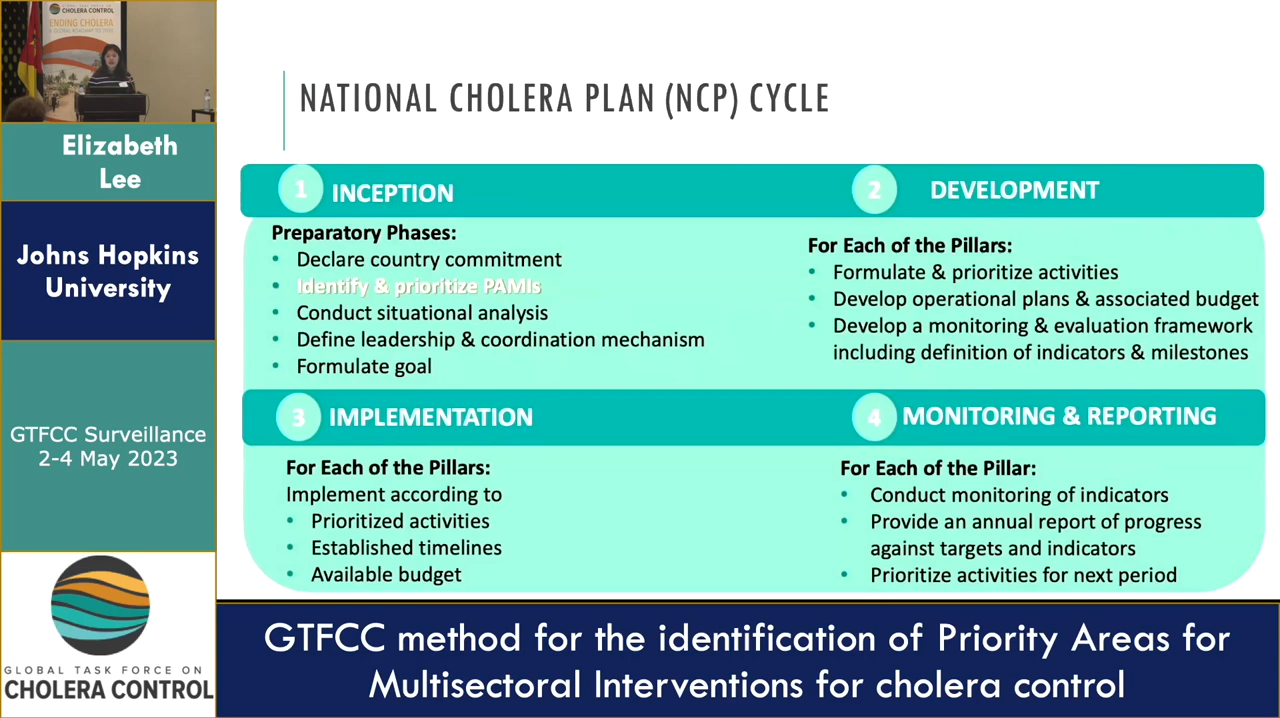 GLOBAL TASK FORCE ON
CHOLERA CONTROL
ENDING CHOLERA
Elizabeth
Lee
Johns Hopkins
University
GTFCC Surveillance
2-4 May 2023
GLOBAL TASK FORCE ON
CHOLERA CONTROL
NATIONAL CHOLERA PLAN (NCP) CYCLE
1 INCEPTION
Preparatory Phases:
• Declare country commitment
• Identify & prioritize PAMIs
• Conduct situational analysis
• Define leadership & coordination mechanism
• Formulate goal
2 DEVELOPMENT
For Each of the Pillars:
• Formulate & prioritize activities
• Develop operational plans & associated budget
• Develop a monitoring & evaluation framework
including definition of indicators & milestones
3 IMPLEMENTATION
For Each of the Pillars:
Implement according to
• Prioritized activities
• Established timelines
• Available budget
4 MONITORING & REPORTING
For Each of the Pillar:
• Conduct monitoring of indicators
• Provide an annual report of progress
against targets and indicators
• Prioritize activities for next period
GTFCC method for the identification of Priority Areas for
Multisectoral Interventions for cholera control